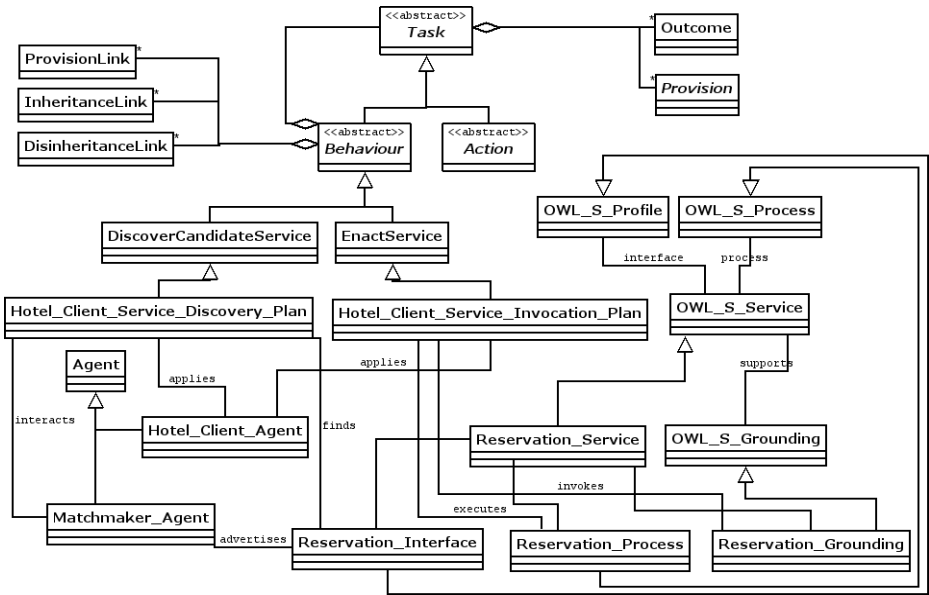 <<abstract>>
Task
*
Outcome
ProvisionLink
*
*
Provision
InheritanceLink
*
<<abstract>>
Behaviour
<<abstract>>
Action
DisinheritanceLink
*
OWL_S_Profile
OWL_S_Process
DiscoverCandidateService
EnactService
interface
process
Hotel_Client_Service_Discovery_Plan
Hotel_Client_Service_Invocation_Plan
OWL_S_Service
Agent
applies
applies
supports
interacts
Hotel_Client_Agent
finds
Reservation_Service
OWL_S_Grounding
invokes
Matchmaker_Agent
executes
advertises
Reservation_Interface
Reservation_Process
Reservation_Grounding